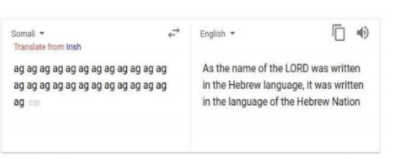 Somali
English
Translate from Irish
ag ag ag ag ag ag ag ag ag ag ag ag
ag ag ag ag ag ag ag ag ag ag ag ag
ag Edit
As the name of the LORD was written
in the Hebrew language, it was written
in the language of the Hebrew Nation